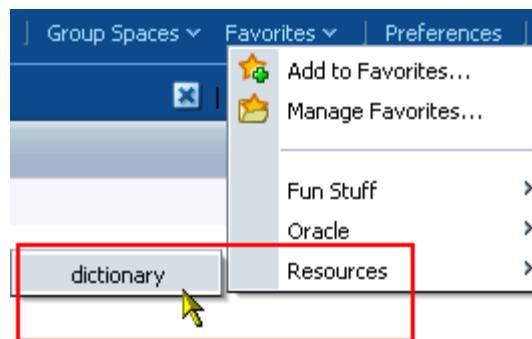 Group Spaces Favorites Preferences
Add to Favorites...
Manage Favorites...
Fun Stuff
Oracle
dictionary Resources